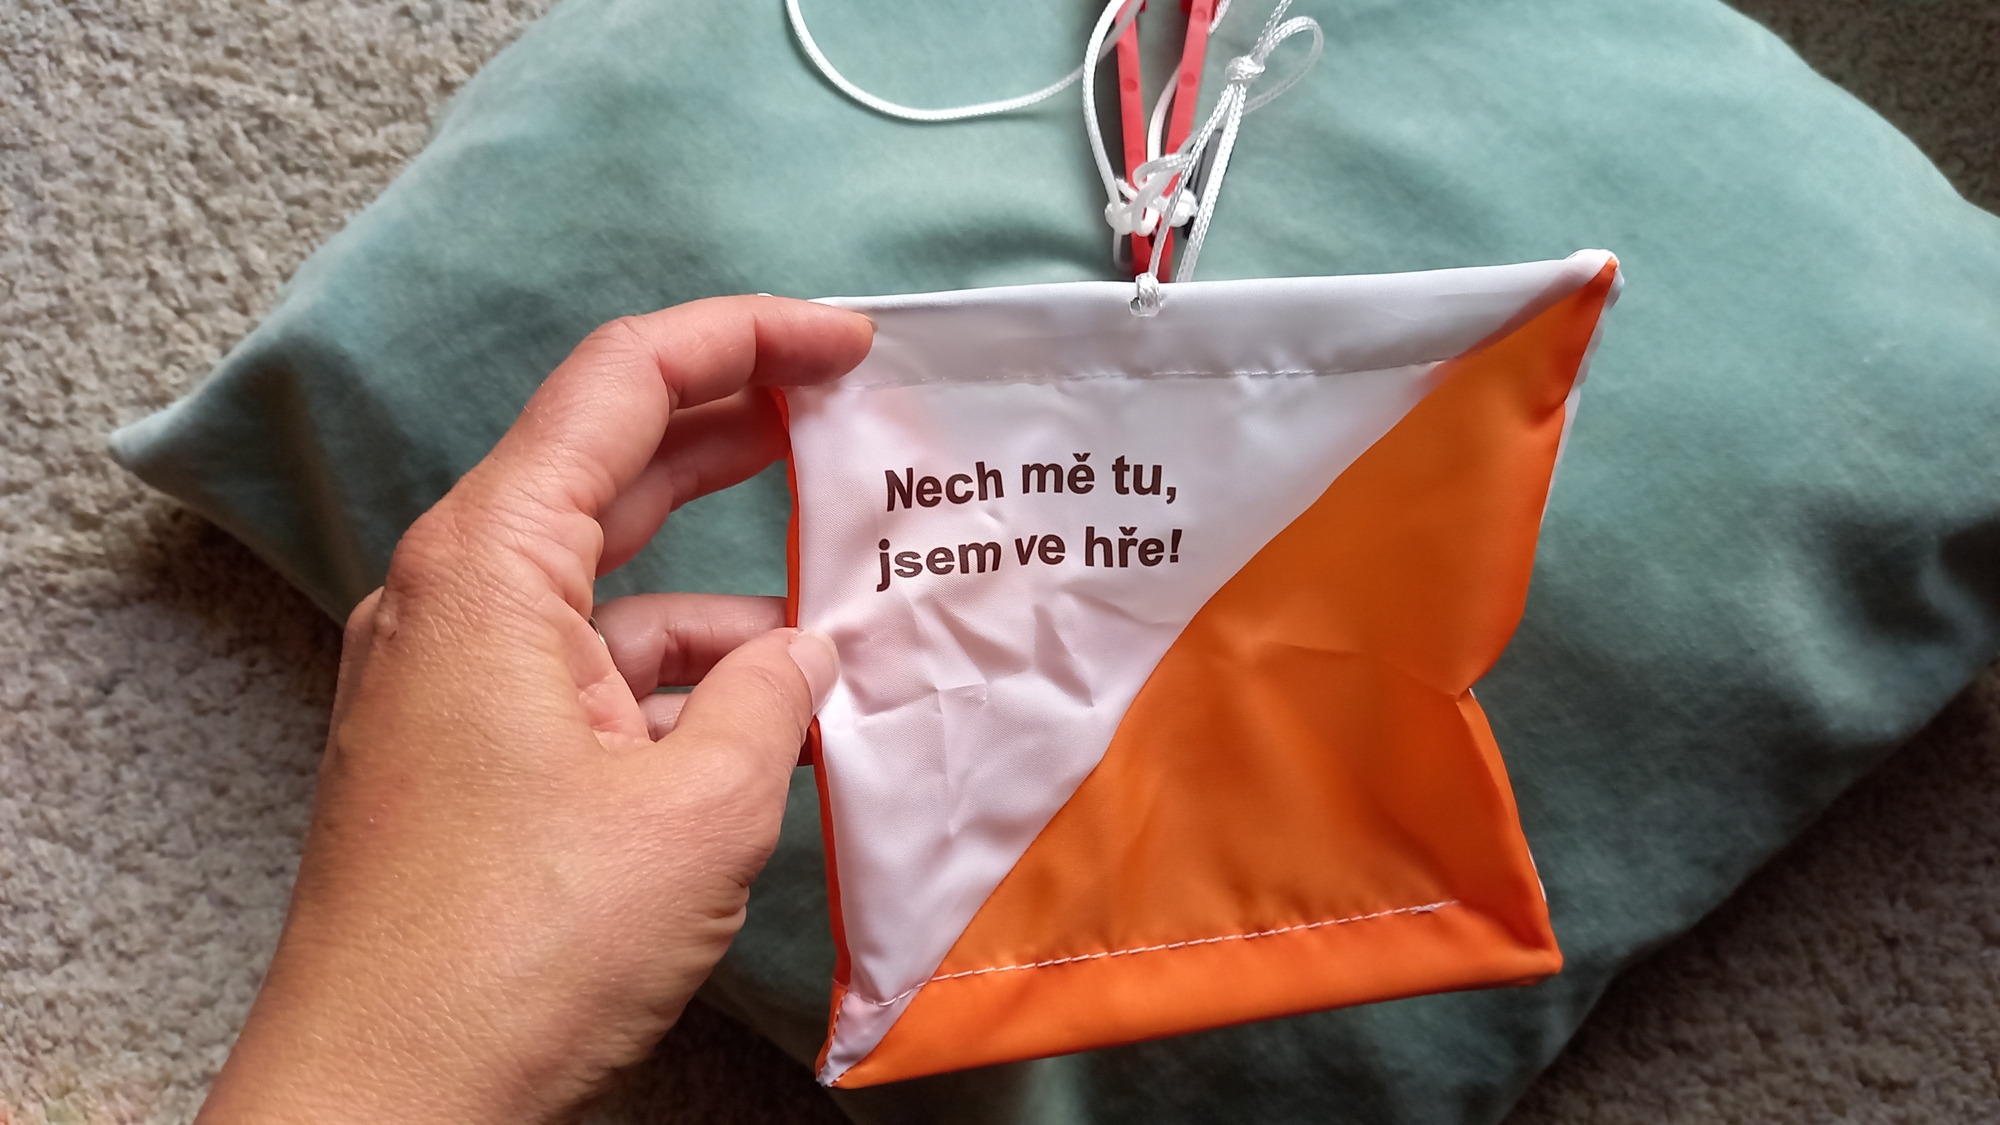 Nech mě tu,
jsem ve hře!